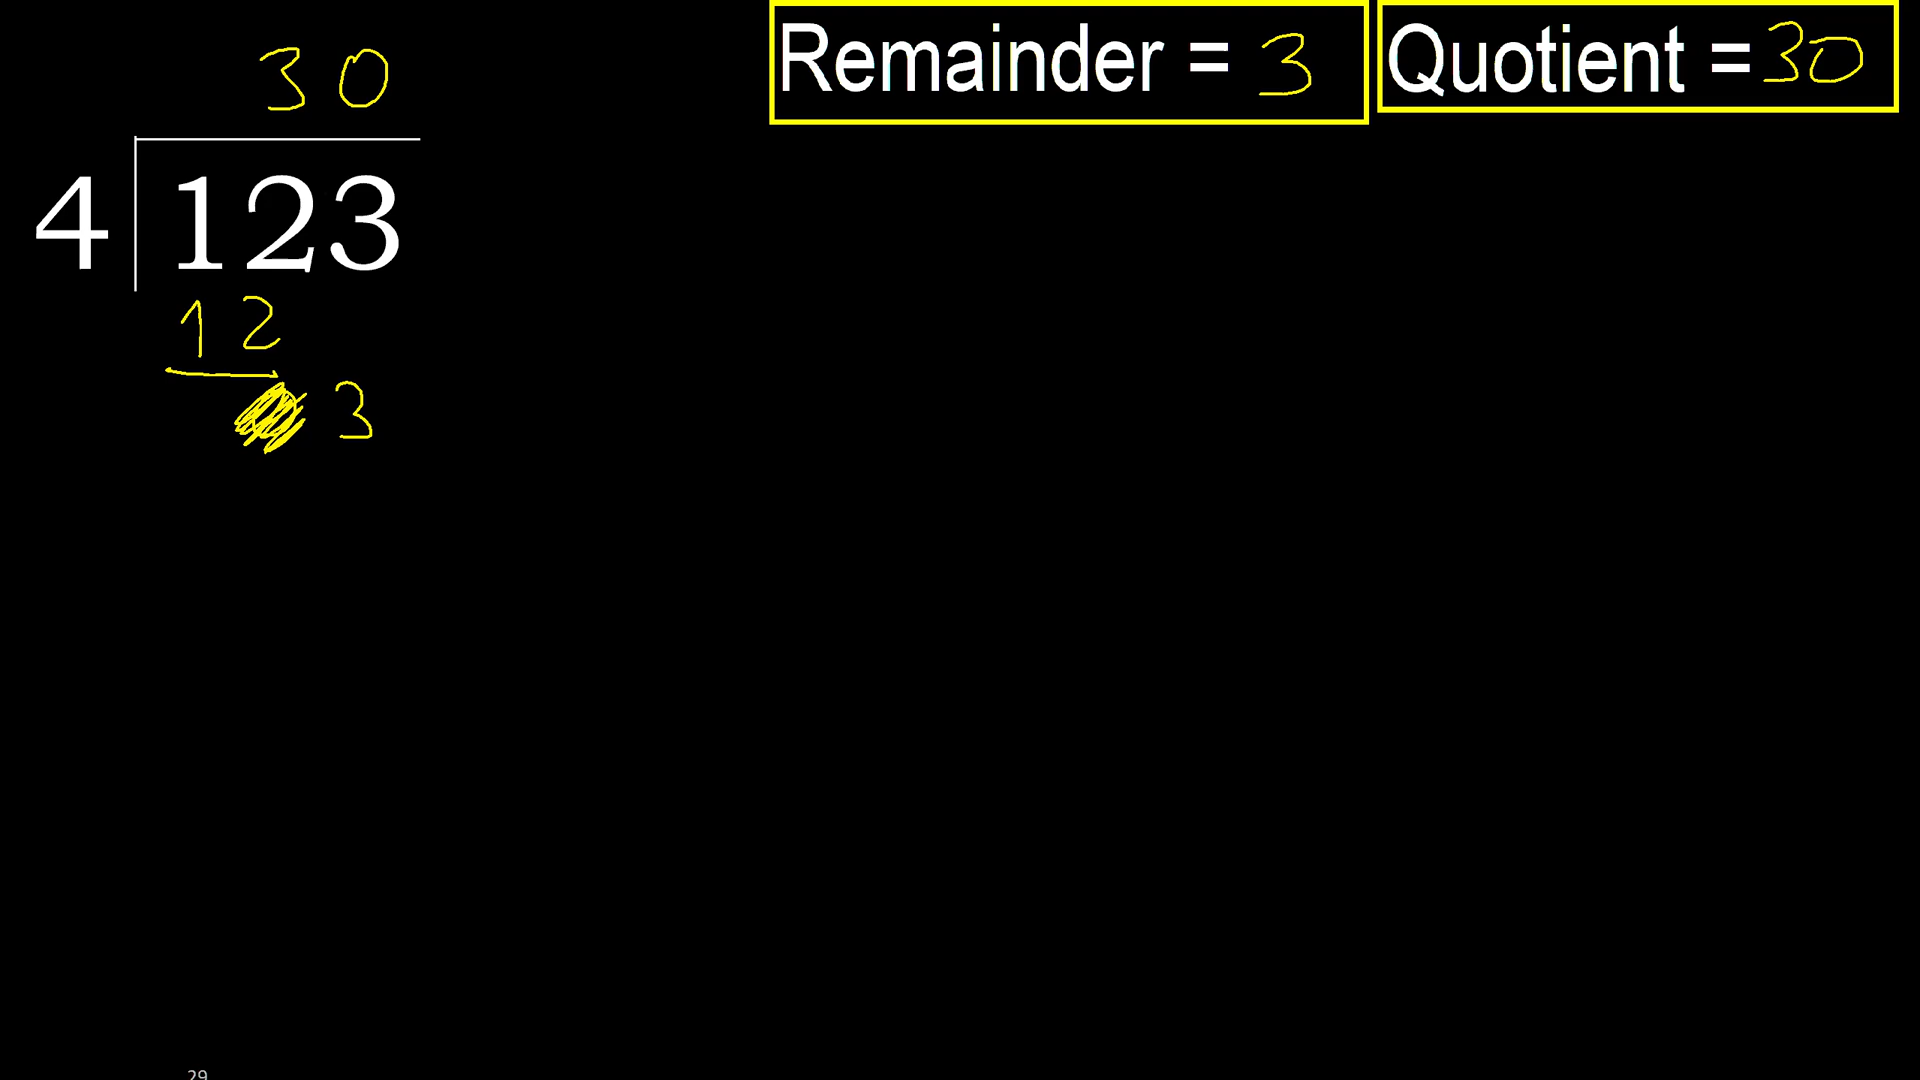 30
Remainder = 3
Quotient = 30
4 123
12
3
29